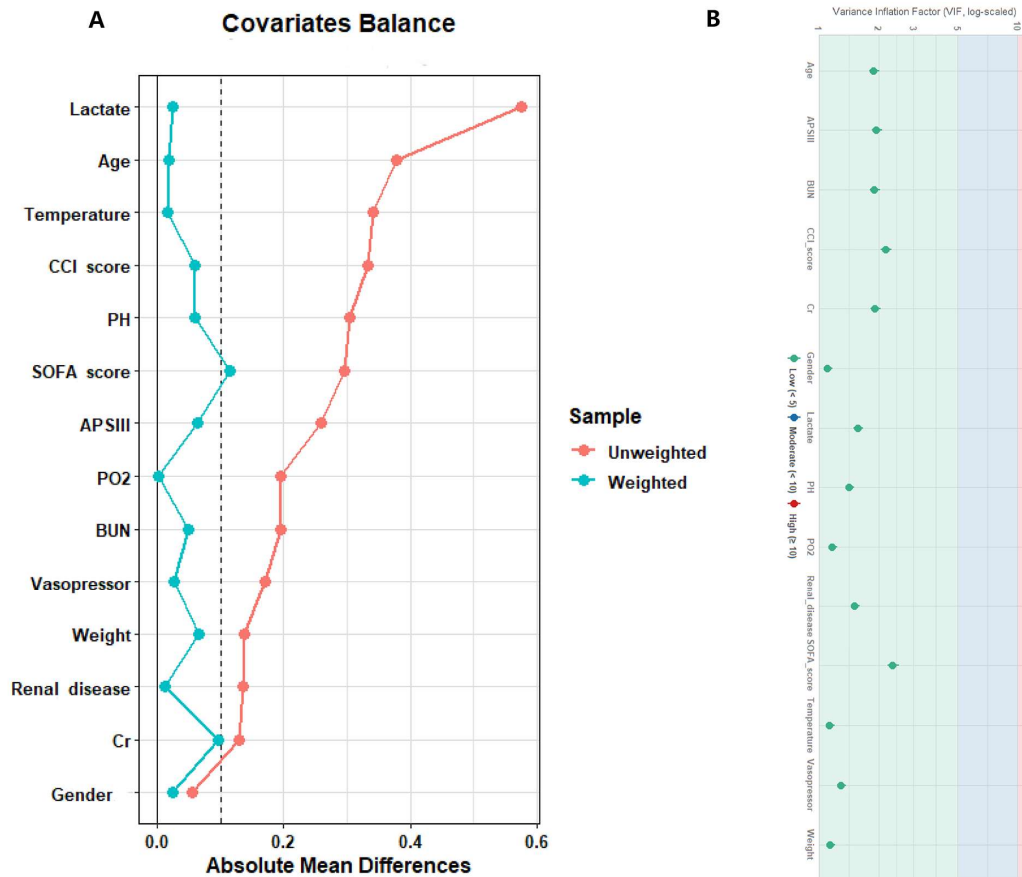 A
Covariates Balance
Lactate
Age
Temperature
CCI score
PH
SOFA score
APSIII
PO2
BUN
Vasopressor
Weight
Renal disease
Cr
Gender
0.0
0.2
0.4
0.6
Absolute Mean Differences
Sample
Unweighted
Weighted
B
Variance Inflation Factor (VIF, log-scaled)
1
2
3
5
10
Age
APSIII
BUN
CCI_score
Cr
Gender
Lactate
PH
PO2
Renal_disease
SOFA_score
Temperature
Vasopressor
Weight
Low (< 5)
Moderate (< 10)
High (≥ 10)